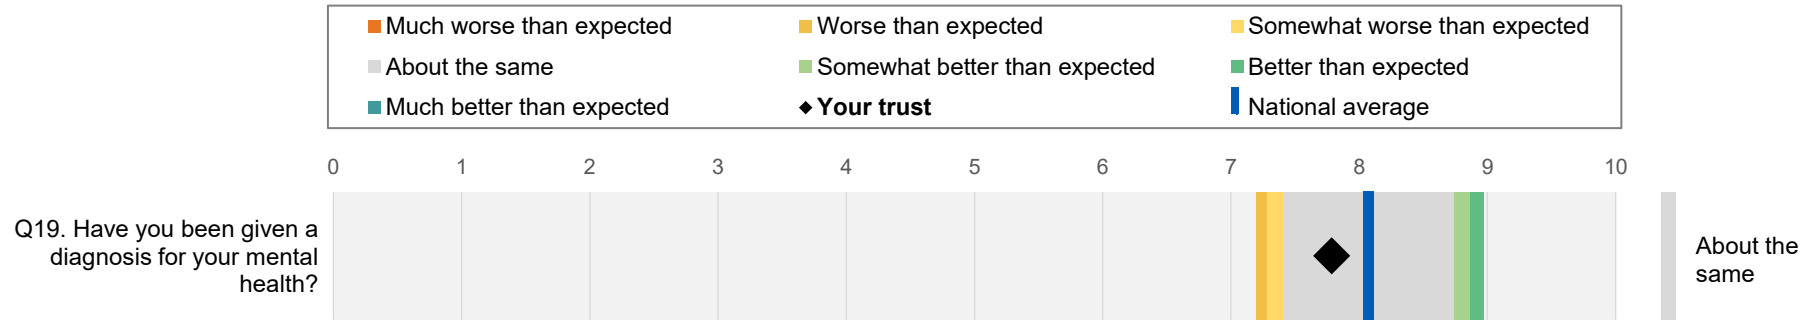 Much worse than expected Worse than expected Somewhat worse than expected
About the same Somewhat better than expected Better than expected
Much better than expected Your trust National average
0 1 2 3 4 5 6 7 8 9 10
Q19. Have you been given a
diagnosis for your mental
health?
About the
same